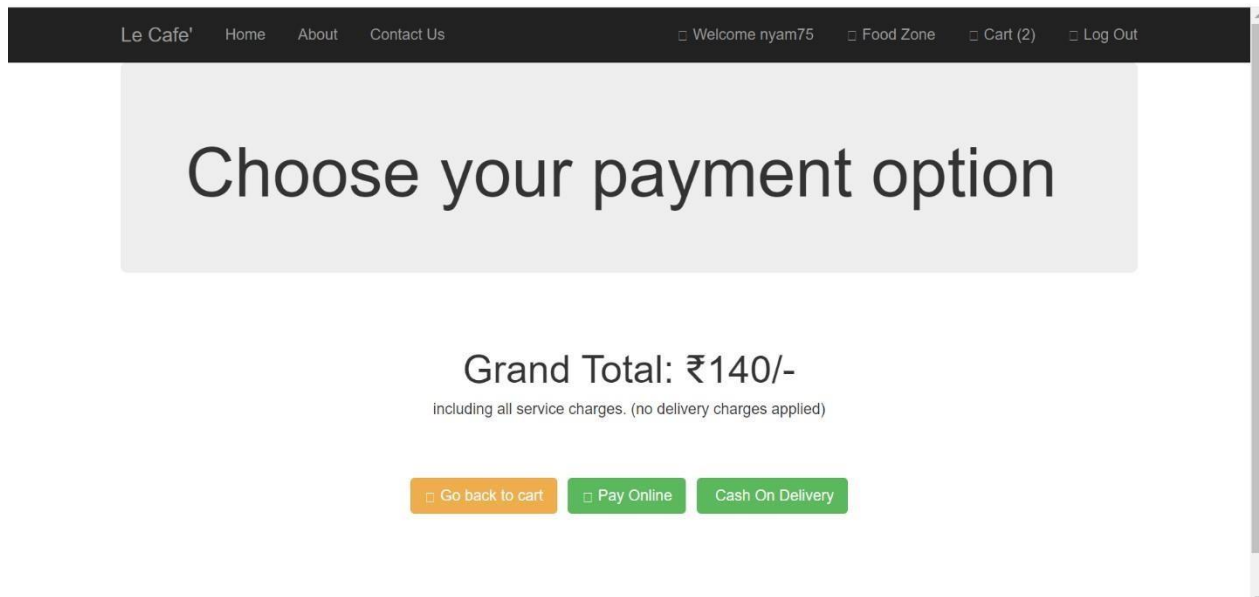 Le Cafe' Home About Contact Us Welcome nyam75 Food Zone Cart (2) Log Out
Choose your payment option
Grand Total: ₹140/-
including all service charges. (no delivery charges applied)
Go back to cart Pay Online Cash On Delivery